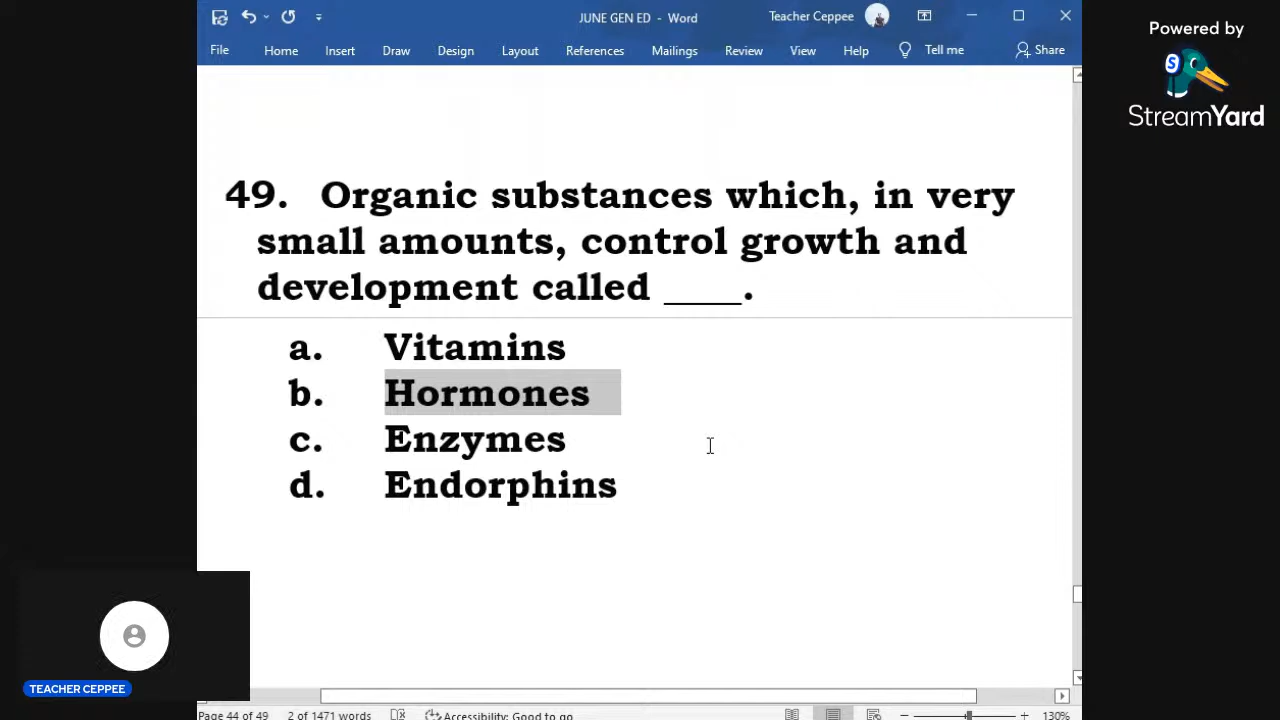 JUNE GEN ED - Word
Teacher Ceppee
File Home Insert Draw Design Layout References Mailings Review View Help Tell me Share
Powered by
S
StreamYard
49. Organic substances which, in very
small amounts, control growth and
development called ____.
a. Vitamins
b. Hormones
c. Enzymes
d. Endorphins
TEACHER CEPPEE
Page 44 of 49 2 of 1471 words Accessibility: Good to go 130%